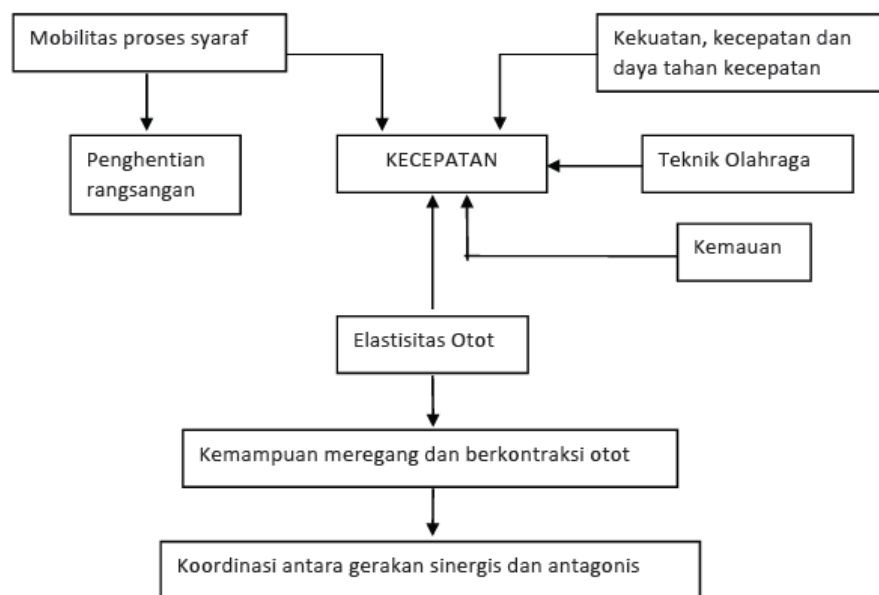 Mobilitas proses syaraf
Kekuatan, kecepatan dan
daya tahan kecepatan
Penghentian
rangsangan
KECEPATAN
Teknik Olahraga
Kemauan
Elastisitas Otot
Kemampuan meregang dan berkontraksi otot
Koordinasi antara gerakan sinergis dan antagonis